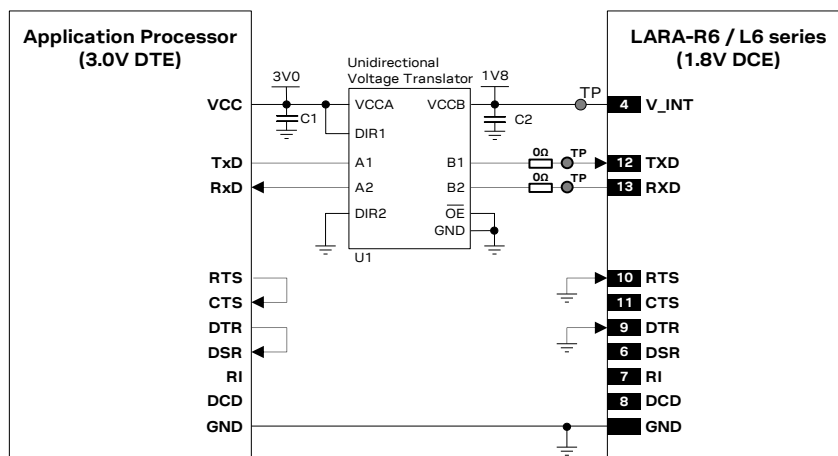 Application Processor
(3.0V DTE)
LARA-R6 / L6 series
(1.8V DCE)
Unidirectional
Voltage Translator
3V0
1V8
TP
VCC
VCCA
VCCB
4
V_INT
C1
C2
DIR1
TxD
A1
B1
0Ω
TP
12
TXD
RxD
A2
B2
0Ω
TP
13
RXD
DIR2
OE
GND
U1
RTS
10
RTS
CTS
11
CTS
DTR
9
DTR
DSR
6
DSR
RI
7
RI
DCD
8
DCD
GND
GND